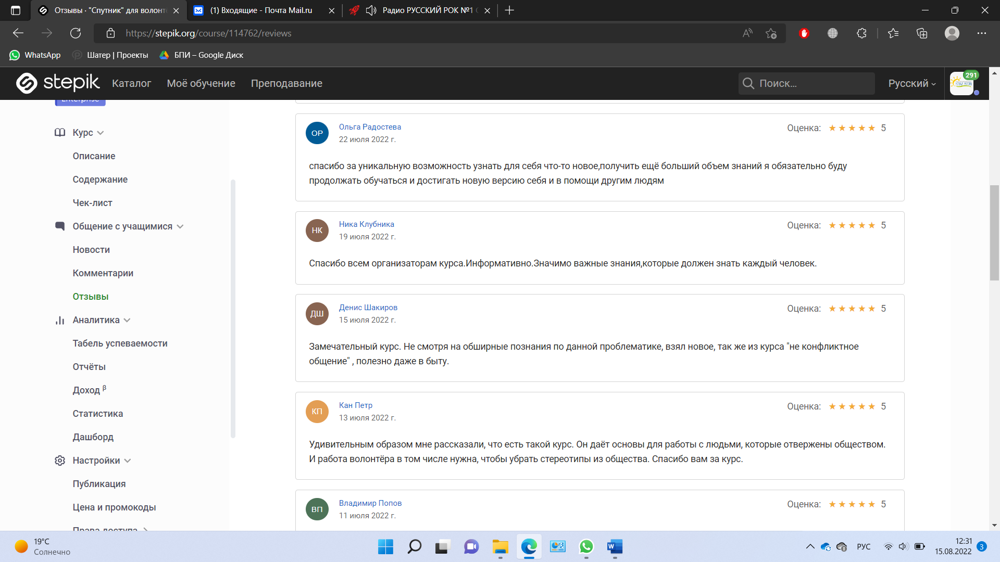 Отзывы · "Спутник" для волонт
(1) Входящие - Почта Mail.ru
Радио РУССКИЙ РОК №1
https://stepik.org/course/114762/reviews
WhatsApp
Шатер | Проекты
БПИ – Google Диск
stepik
Каталог
Моё обучение
Преподавание
Поиск...
Русский
291
Enterprise
Курс
Описание
Содержание
Чек-лист
Общение с учащимися
Новости
Комментарии
Отзывы
Аналитика
Табель успеваемости
Отчёты
Доход β
Статистика
Дашборд
Настройки
Публикация
Цена и промокоды
Права доступа
ОР
Ольга Радостева
22 июля 2022 г.
Оценка: ★★★★★ 5
спасибо за уникальную возможность узнать для себя что-то новое,получить ещё больший объем знаний я обязательно буду
продолжать обучаться и достигать новую версию себя и в помощи другим людям
НК
Ника Клубника
19 июля 2022 г.
Оценка: ★★★★★ 5
Спасибо всем организаторам курса.Информативно.Значимо важные знания,которые должен знать каждый человек.
ДШ
Денис Шакиров
15 июля 2022 г.
Оценка: ★★★★★ 5
Замечательный курс. Не смотря на обширные познания по данной проблематике, взял новое, так же из курса "не конфликтное
общение" , полезно даже в быту.
КП
Кан Петр
13 июля 2022 г.
Оценка: ★★★★★ 5
Удивительным образом мне рассказали, что есть такой курс. Он даёт основы для работы с людьми, которые отвержены обществом.
И работа волонтёра в том числе нужна, чтобы убрать стереотипы из общества. Спасибо вам за курс.
ВП
Владимир Попов
11 июля 2022 г.
Оценка: ★★★★★ 5
19°C
Солнечно
РУС
12:31
15.08.2022
3